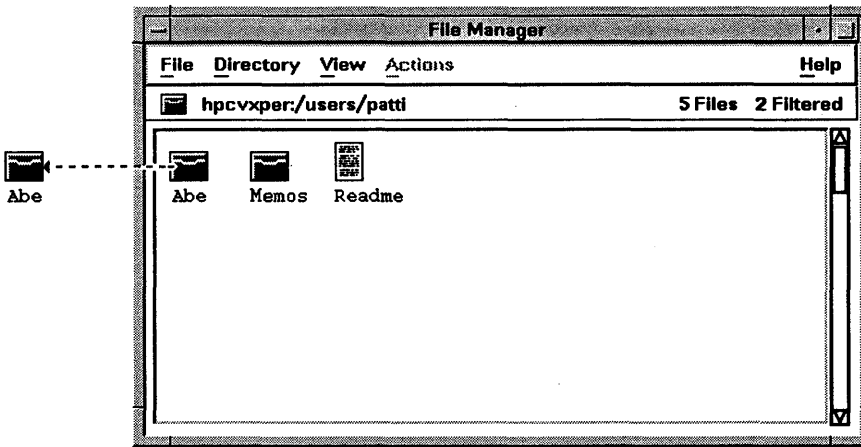 File Manager
File Directory View Actions Help
hpcvxper:/users/patti 5 Files 2 Filtered
Abe Abe Memos Readme